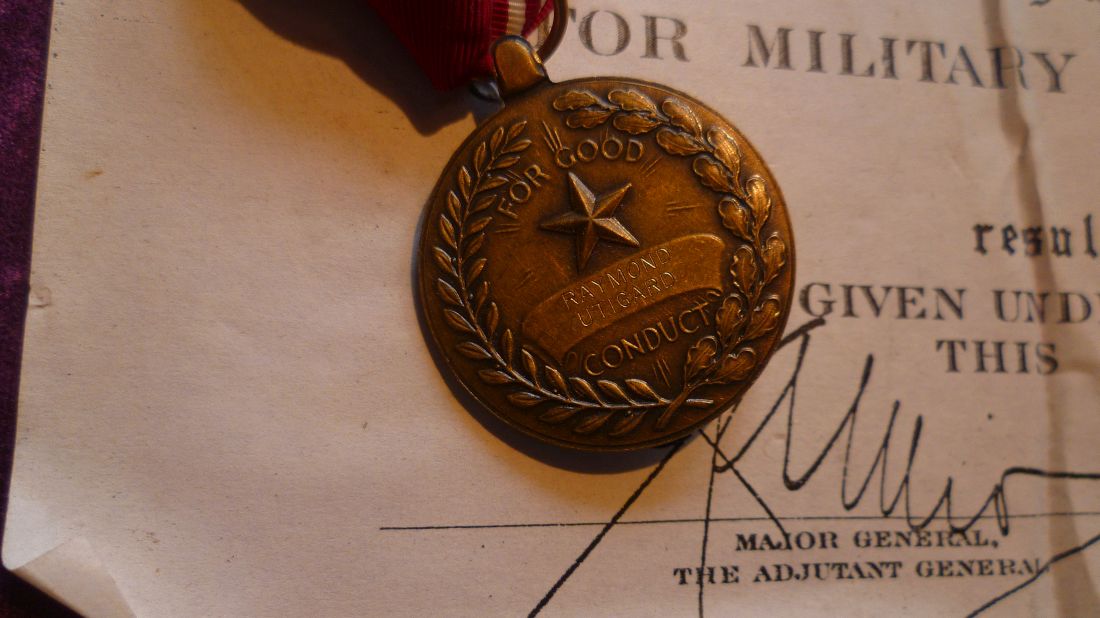 FOR MILITARY
FOR GOOD
RAYMOND
UTIGARD
CONDUCT
resul
GIVEN UND
THIS
MAJOR GENERAL,
THE ADJUTANT GENERAL